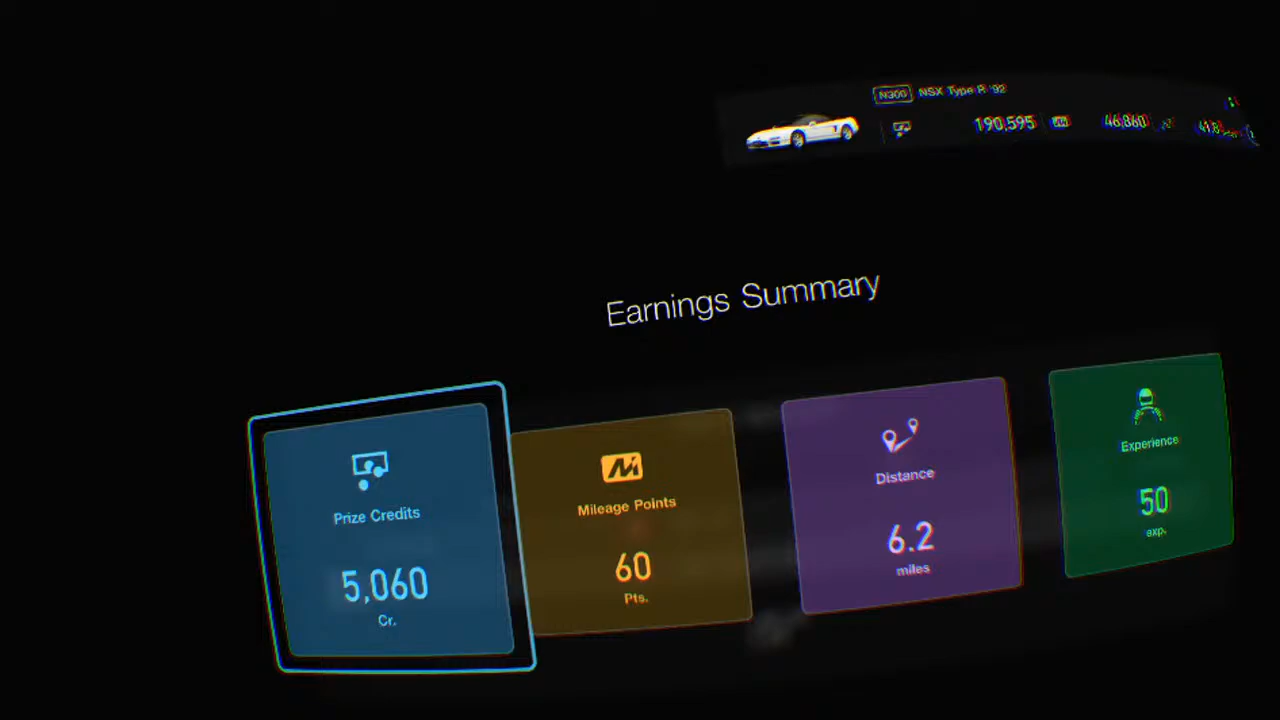 N300 NSX Type R '92
190,595 46,860
Earnings Summary
Prize Credits
5,060
Cr.
Mileage Points
60
Pts.
Distance
6.2
miles
Experience
50
exp.